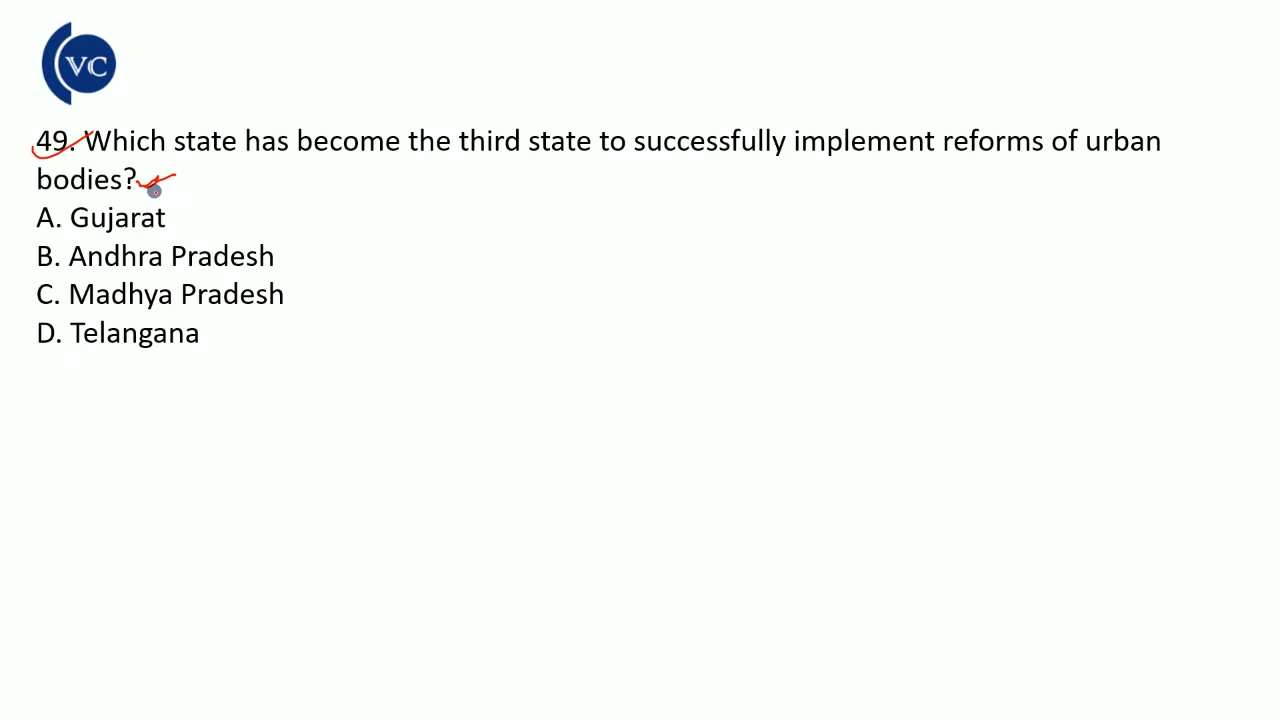 VC
49. Which state has become the third state to successfully implement reforms of urban
bodies?
A. Gujarat
B. Andhra Pradesh
C. Madhya Pradesh
D. Telangana